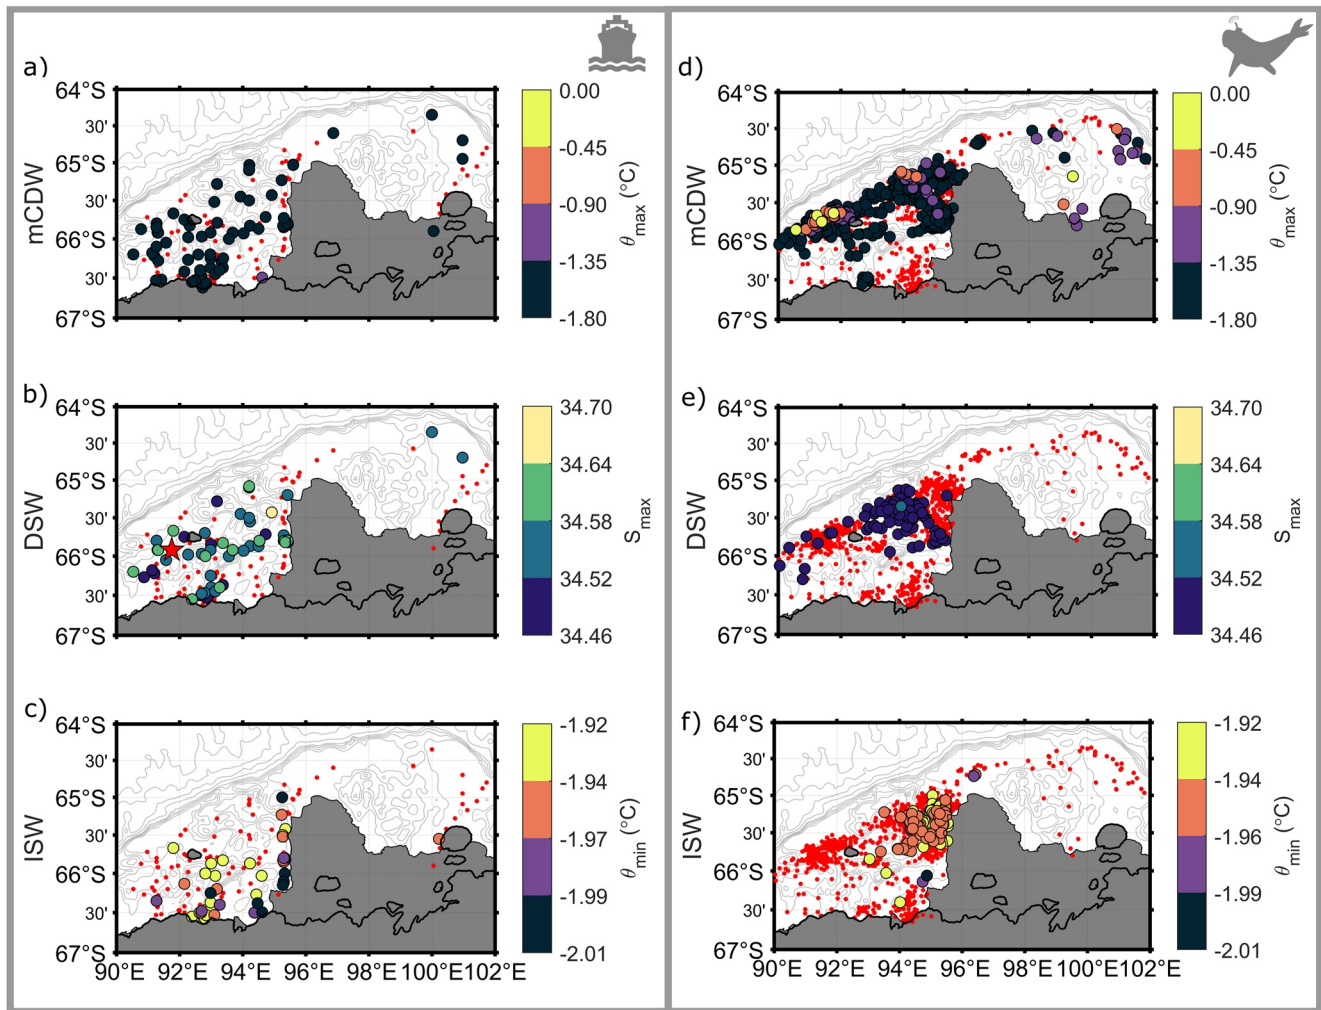 a)
64°S
30'
65°S
30'
66°S
30'
67°S
mCDW
0.00
-0.45
-0.90
-1.35
-1.80
θmax (°C)
b)
64°S
30'
65°S
30'
66°S
30'
67°S
DSW
34.70
34.64
34.58
34.52
34.46
Smax
c)
64°S
30'
65°S
30'
66°S
30'
67°S
ISW
90°E 92°E 94°E 96°E 98°E 100°E 102°E
-1.92
-1.94
-1.97
-1.99
-2.01
θmin (°C)
d)
64°S
30'
65°S
30'
66°S
30'
67°S
mCDW
0.00
-0.45
-0.90
-1.35
-1.80
θmax (°C)
e)
64°S
30'
65°S
30'
66°S
30'
67°S
DSW
34.70
34.64
34.58
34.52
34.46
Smax
f)
64°S
30'
65°S
30'
66°S
30'
67°S
ISW
90°E 92°E 94°E 96°E 98°E 100°E 102°E
-1.92
-1.94
-1.96
-1.99
-2.01
θmin (°C)